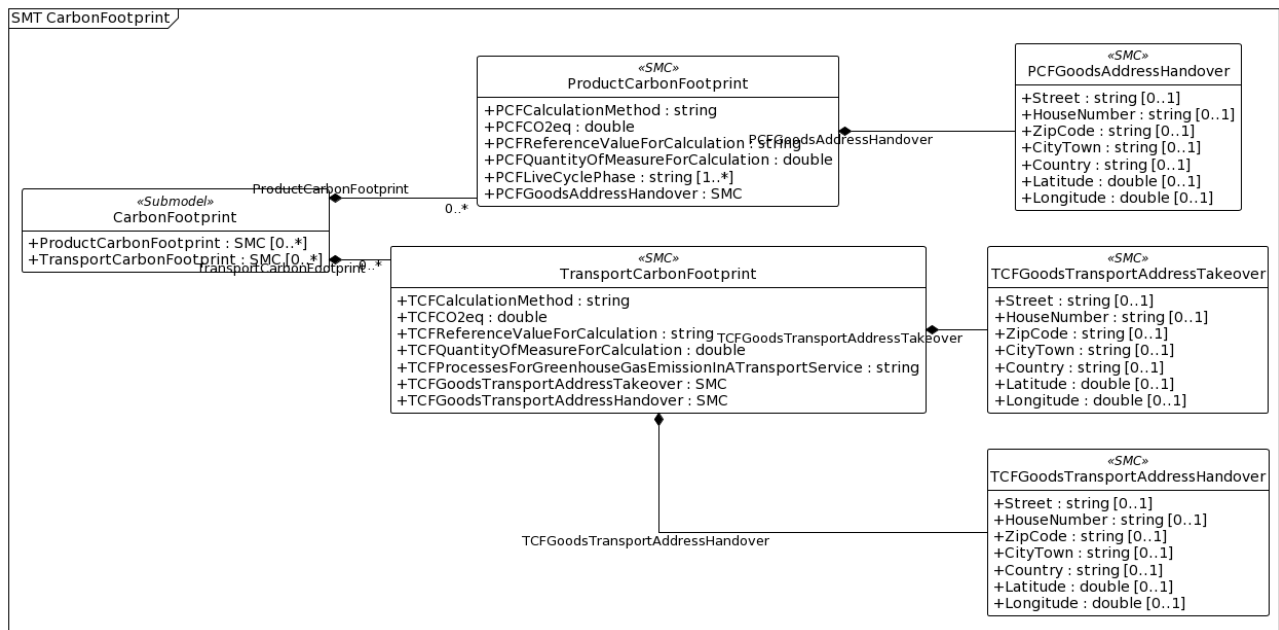 SMT CarbonFootprint
«SMC»
ProductCarbonFootprint
+PCFCalculationMethod : string
+PCFCO2eq : double
+PCFReferenceValueForCalculation : string
+PCFQuantityOfMeasureForCalculation : double
+PCFLiveCyclePhase : string [1..*]
+PCFGoodsAddressHandover : SMC
PCFGoodsAddressHandover
«SMC»
PCFGoodsAddressHandover
+Street : string [0..1]
+HouseNumber : string [0..1]
+ZipCode : string [0..1]
+CityTown : string [0..1]
+Country : string [0..1]
+Latitude : double [0..1]
+Longitude : double [0..1]
«Submodel»
CarbonFootprint
+ProductCarbonFootprint : SMC [0..*]
+TransportCarbonFootprint : SMC [0..*]
ProductCarbonFootprint
0..*
TransportCarbonFootprint
0..*
«SMC»
TransportCarbonFootprint
+TCFCalculationMethod : string
+TCFCO2eq : double
+TCFReferenceValueForCalculation : string
+TCFQuantityOfMeasureForCalculation : double
+TCFProcessesForGreenhouseGasEmissionInATransportService : string
+TCFGoodsTransportAddressTakeover : SMC
+TCFGoodsTransportAddressHandover : SMC
TCFGoodsTransportAddressTakeover
«SMC»
TCFGoodsTransportAddressTakeover
+Street : string [0..1]
+HouseNumber : string [0..1]
+ZipCode : string [0..1]
+CityTown : string [0..1]
+Country : string [0..1]
+Latitude : double [0..1]
+Longitude : double [0..1]
TCFGoodsTransportAddressHandover
«SMC»
TCFGoodsTransportAddressHandover
+Street : string [0..1]
+HouseNumber : string [0..1]
+ZipCode : string [0..1]
+CityTown : string [0..1]
+Country : string [0..1]
+Latitude : double [0..1]
+Longitude : double [0..1]